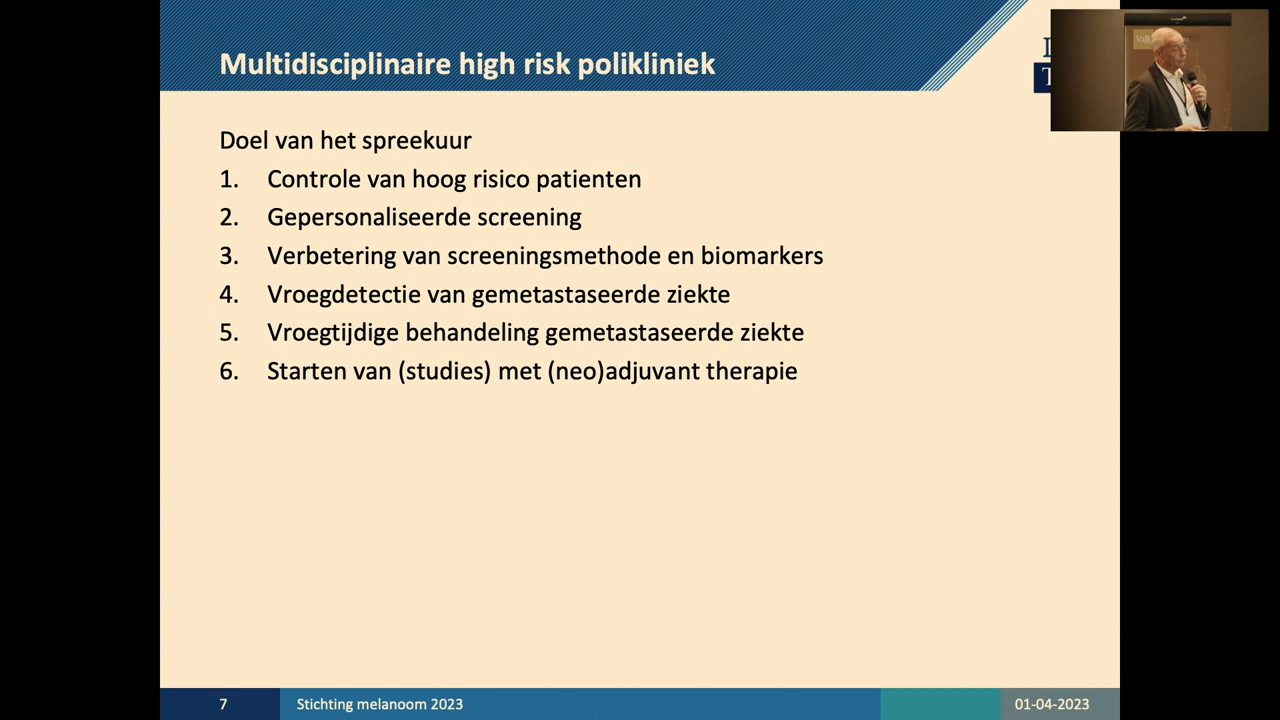 Multidisciplinaire high risk polikliniek
Doel van het spreekuur
1. Controle van hoog risico patienten
2. Gepersonaliseerde screening
3. Verbetering van screeningsmethode en biomarkers
4. Vroegdetectie van gemetastaseerde ziekte
5. Vroegtijdige behandeling gemetastaseerde ziekte
6. Starten van (studies) met (neo)adjuvant therapie
7
Stichting melanoom 2023
01-04-2023